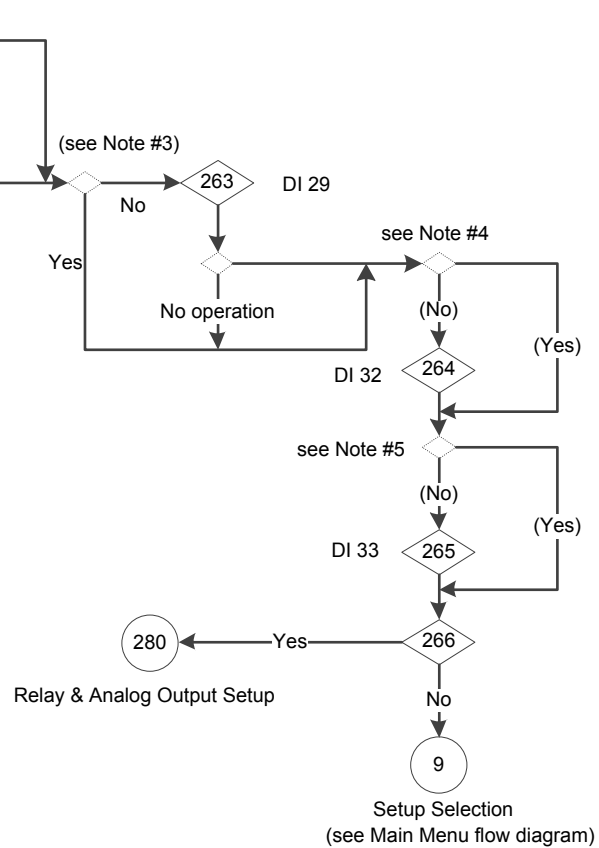 (see Note #3)
263
DI 29
No
see Note #4
Yes
No operation
(No)
(Yes)
DI 32
264
see Note #5
(No)
(Yes)
DI 33
265
280
Yes
266
Relay & Analog Output Setup
No
9
Setup Selection
(see Main Menu flow diagram)